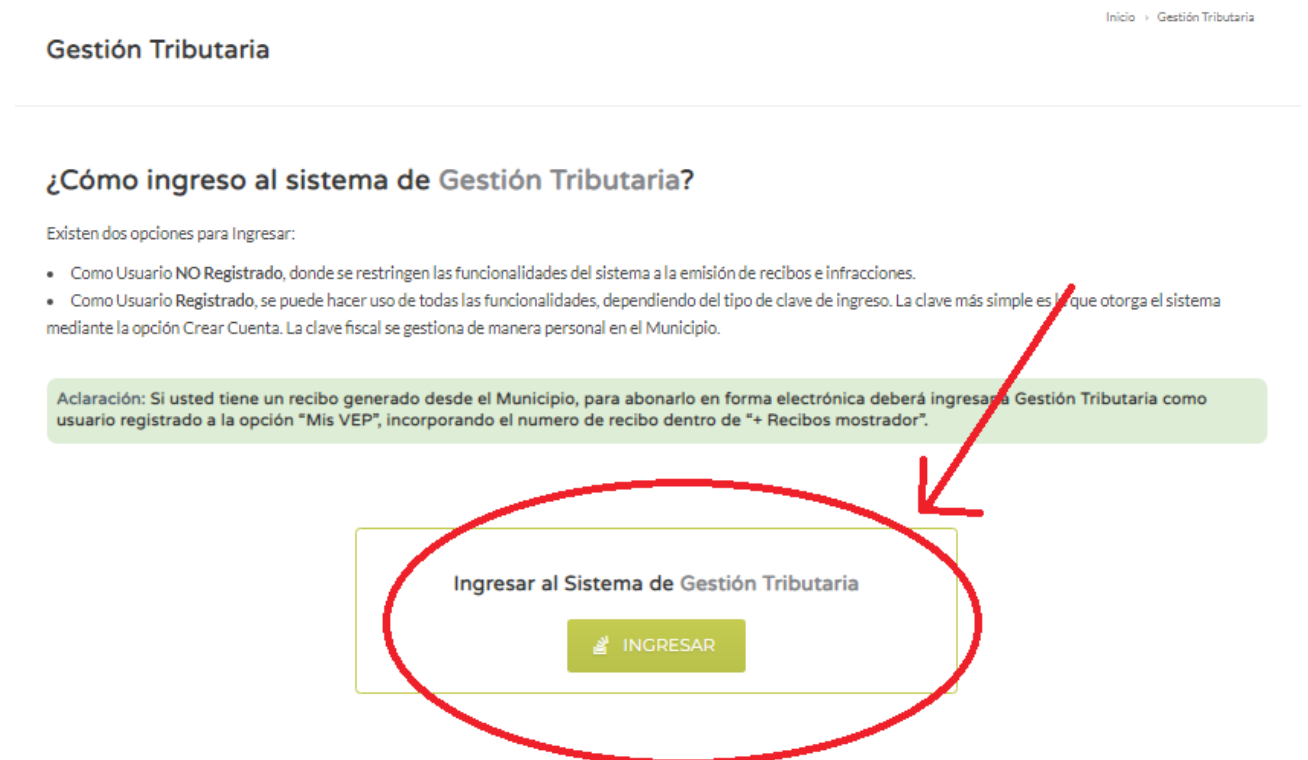 Inicio › Gestión Tributaria
Gestión Tributaria
¿Cómo ingreso al sistema de Gestión Tributaria?
Existen dos opciones para Ingresar:
• Como Usuario NO Registrado, donde se restringen las funcionalidades del sistema a la emisión de recibos e infracciones.
• Como Usuario Registrado, se puede hacer uso de todas las funcionalidades, dependiendo del tipo de clave de ingreso. La clave más simple es la que otorga el sistema
mediante la opción Crear Cuenta. La clave fiscal se gestiona de manera personal en el Municipio.
Aclaración: Si usted tiene un recibo generado desde el Municipio, para abonarlo en forma electrónica deberá ingresar a Gestión Tributaria como
usuario registrado a la opción “Mis VEP”, incorporando el numero de recibo dentro de “+ Recibos mostrador”.
Ingresar al Sistema de Gestión Tributaria
INGRESAR